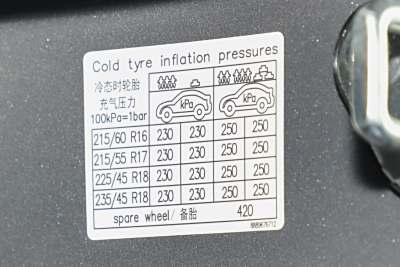 Cold tyre inflation pressures
冷态时轮胎
充气压力
100kPa=1bar
kPa kPa
215/60 R16 230 230 250 250
215/55 R17 230 230 250 250
225/45 R18 230 230 250 250
235/45 R18 230 230 250 250
spare wheel/备胎 420